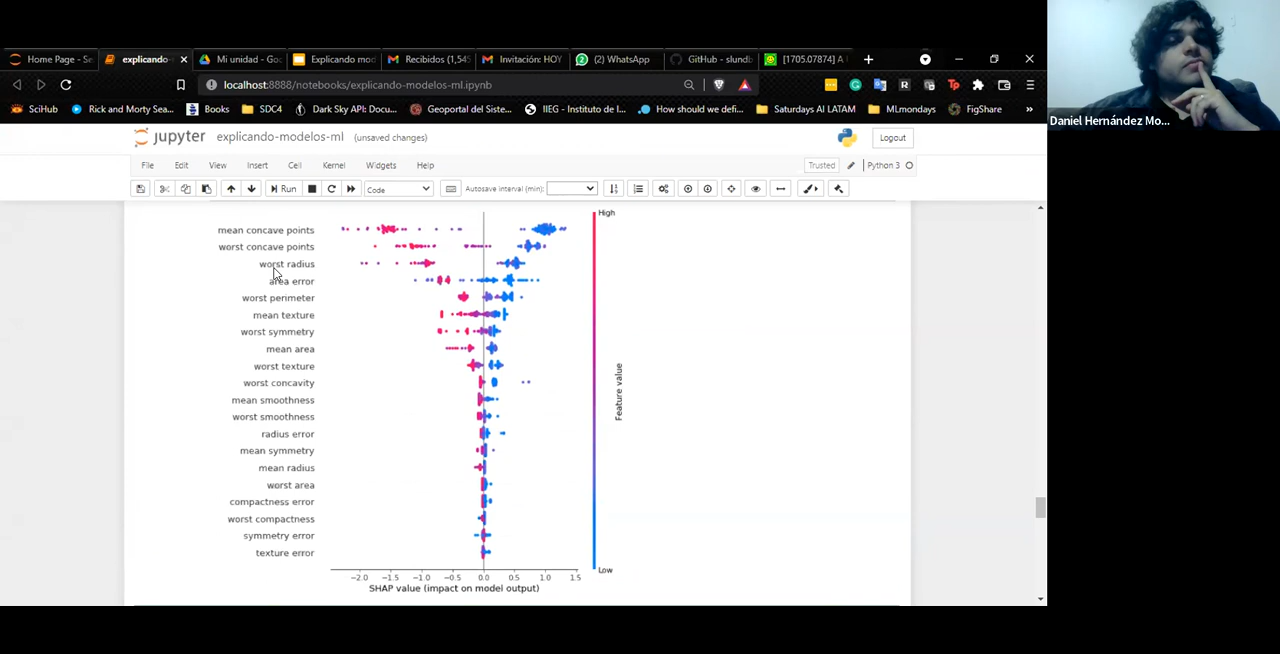 Home Page - Se
explicando-
Mi unidad - Goo
Explicando mod
Recibidos (1,545
Invitación: HOY
(2) WhatsApp
GitHub - slundb
[1705.07874] A
localhost:8888/notebooks/explicando-modelos-ml.ipynb
SciHub
Rick and Morty Sea...
Books
SDC4
Dark Sky API: Docu...
Geoportal del Siste...
IIEG - Instituto de I...
How should we defi...
Saturdays AI LATAM
MLmondays
FigShare
»
Daniel Hernández Mo...
jupyter
explicando-modelos-ml
(unsaved changes)
Logout
File
Edit
View
Insert
Cell
Kernel
Widgets
Help
Trusted
Python 3
Run
Code
Autosave interval (min):
High
mean concave points
worst concave points
worst radius
area error
worst perimeter
mean texture
worst symmetry
mean area
worst texture
worst concavity
mean smoothness
worst smoothness
radius error
mean symmetry
mean radius
worst area
compactness error
worst compactness
symmetry error
texture error
Feature value
Low
−2.0 −1.5 −1.0 −0.5 0.0 0.5 1.0 1.5
SHAP value (impact on model output)